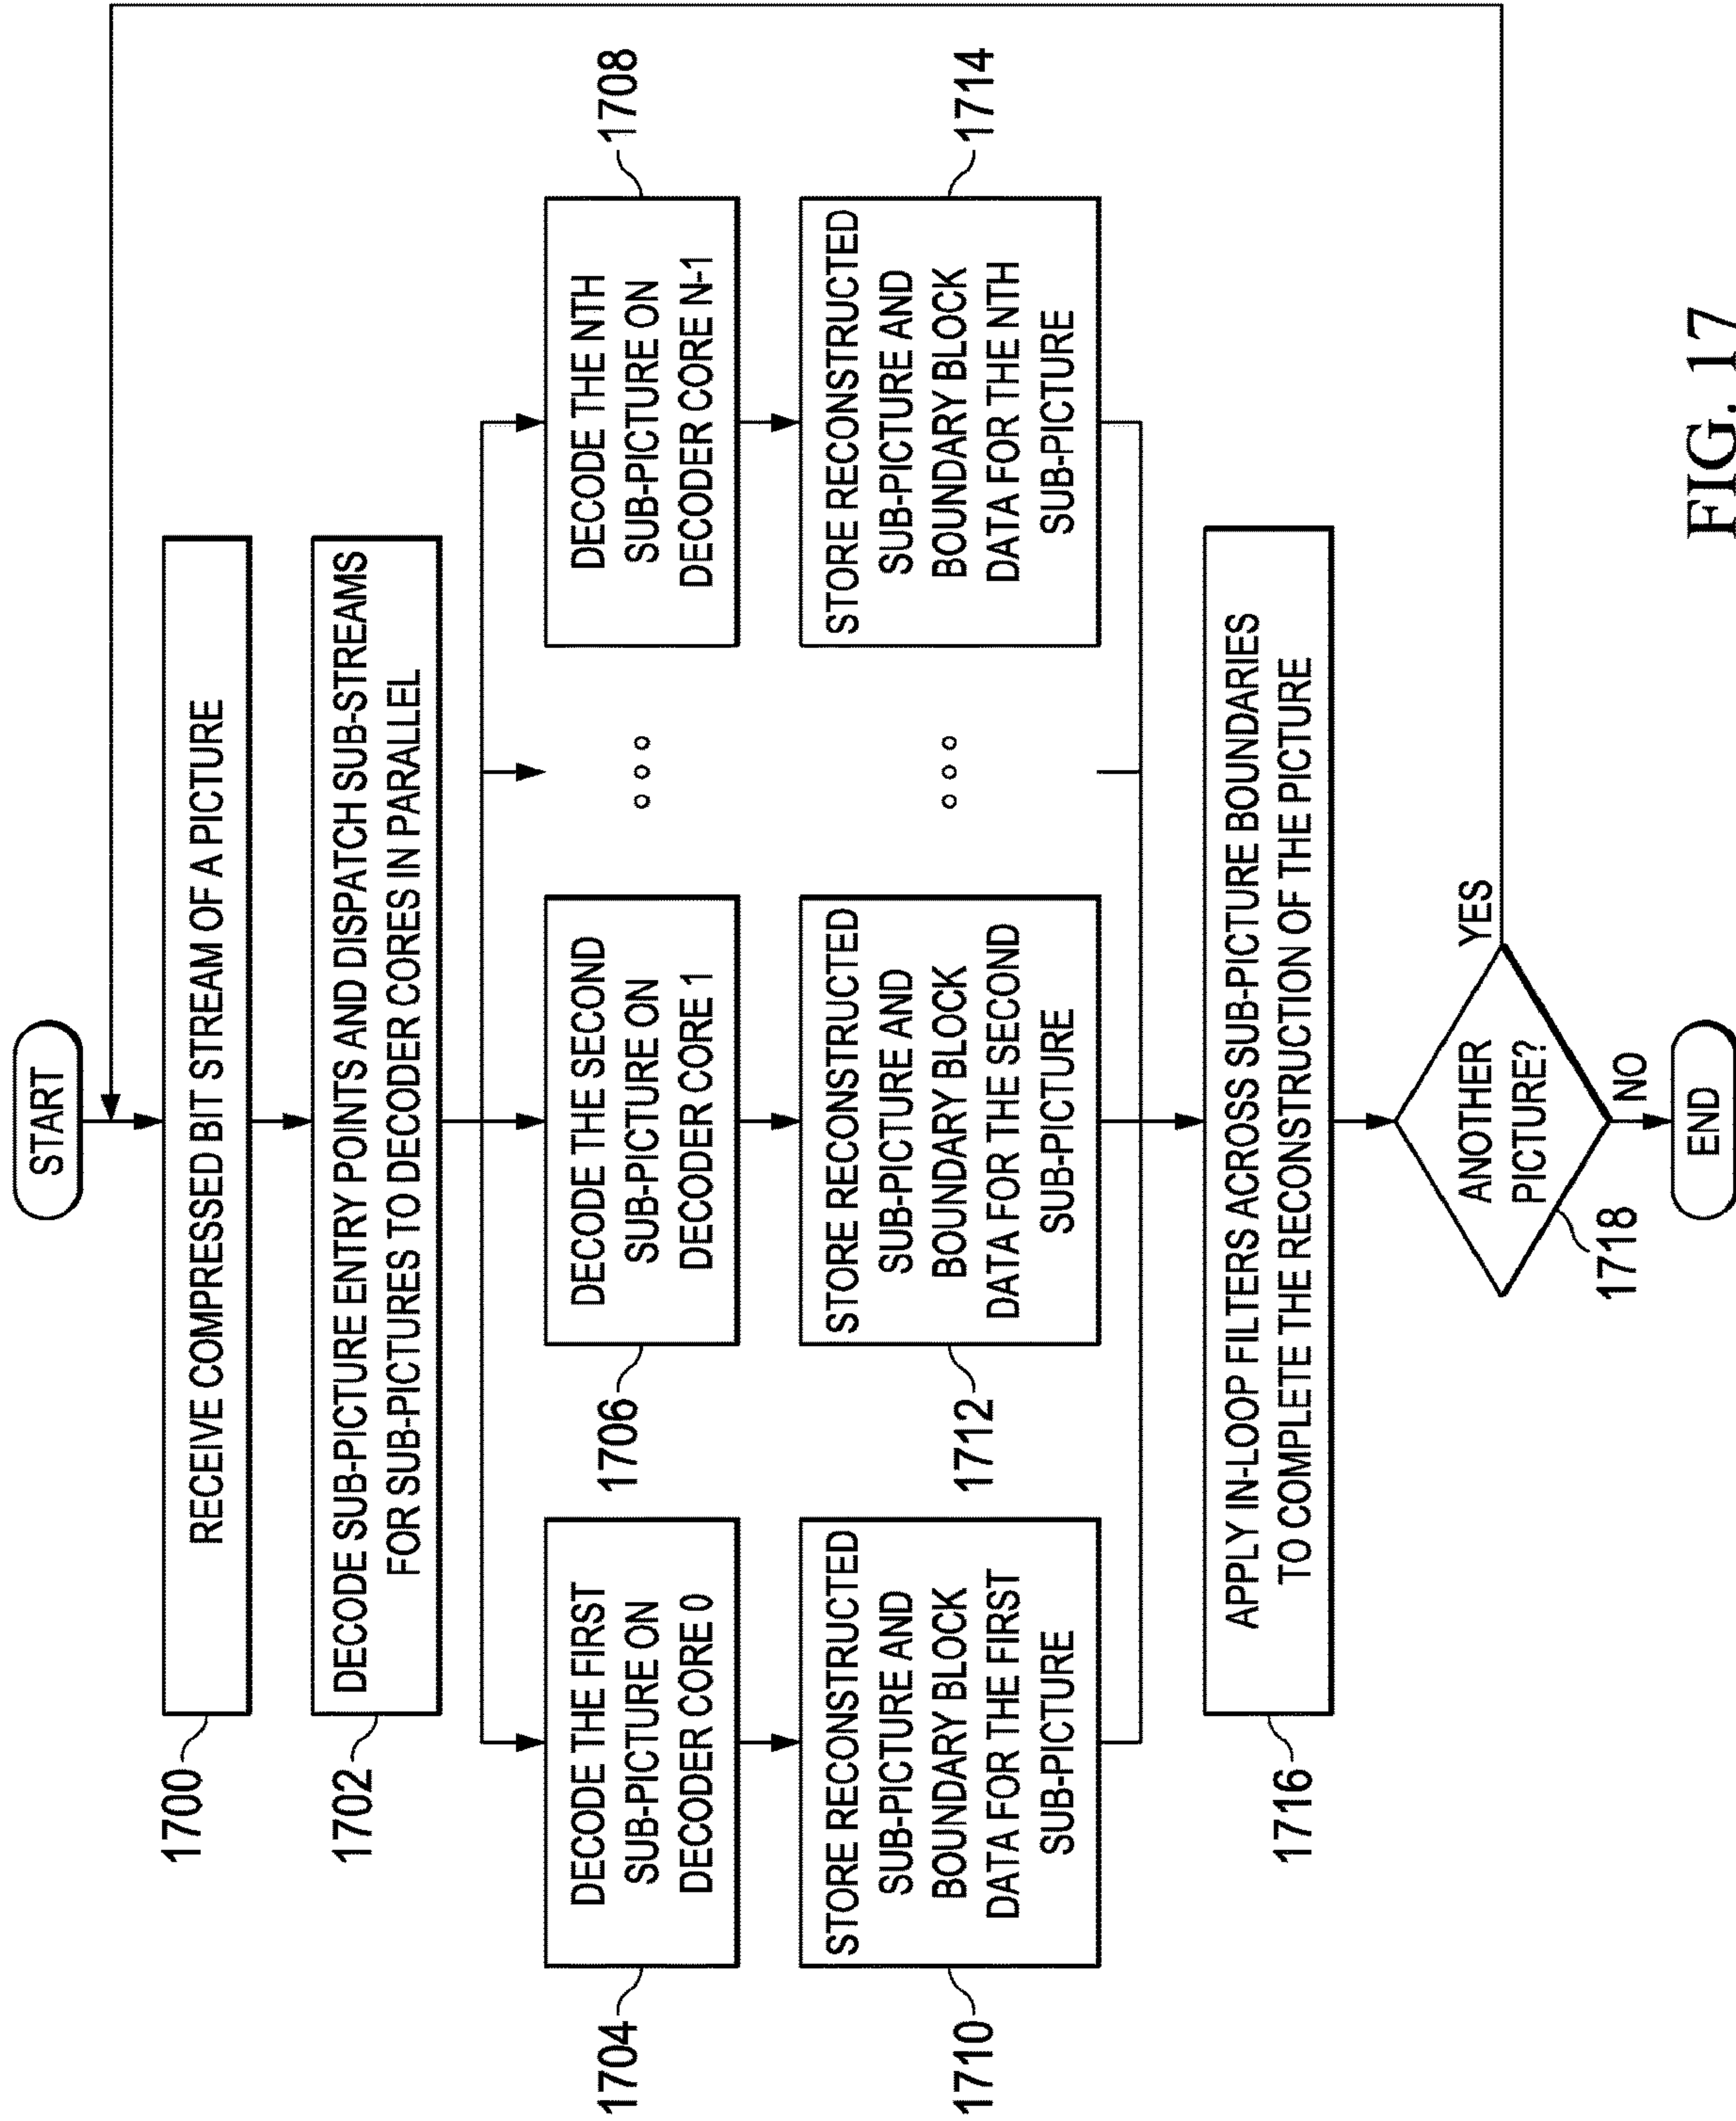 START
RECEIVE COMPRESSED BIT STREAM OF A PICTURE
1700
DECODE SUB-PICTURE ENTRY POINTS AND DISPATCH SUB-STREAMS
FOR SUB-PICTURES TO DECODER CORES IN PARALLEL
1702
DECODE THE FIRST
SUB-PICTURE ON
DECODER CORE 0
1704
DECODE THE SECOND
SUB-PICTURE ON
DECODER CORE 1
1706
DECODE THE NTH
SUB-PICTURE ON
DECODER CORE N-1
1708
STORE RECONSTRUCTED
SUB-PICTURE AND
BOUNDARY BLOCK
DATA FOR THE FIRST
SUB-PICTURE
1710
STORE RECONSTRUCTED
SUB-PICTURE AND
BOUNDARY BLOCK
DATA FOR THE SECOND
SUB-PICTURE
1712
STORE RECONSTRUCTED
SUB-PICTURE AND
BOUNDARY BLOCK
DATA FOR THE NTH
SUB-PICTURE
1714
APPLY IN-LOOP FILTERS ACROSS SUB-PICTURE BOUNDARIES
TO COMPLETE THE RECONSTRUCTION OF THE PICTURE
1716
ANOTHER
PICTURE?
YES
1718
NO
END
FIG. 17